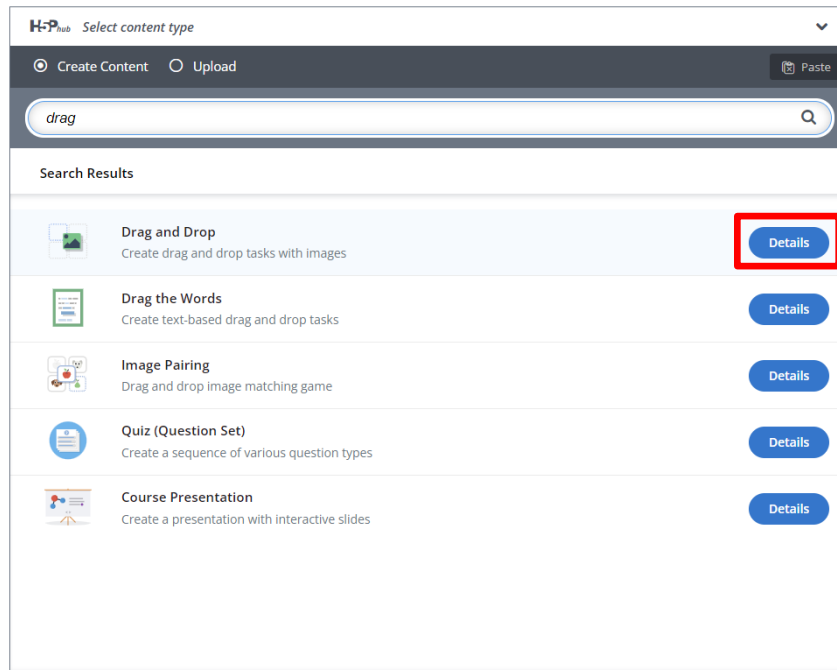 H5Phub Select content type
Create Content Upload Paste
drag
Search Results
Drag and Drop
Create drag and drop tasks with images
Details
Drag the Words
Create text-based drag and drop tasks
Details
Image Pairing
Drag and drop image matching game
Details
Quiz (Question Set)
Create a sequence of various question types
Details
Course Presentation
Create a presentation with interactive slides
Details